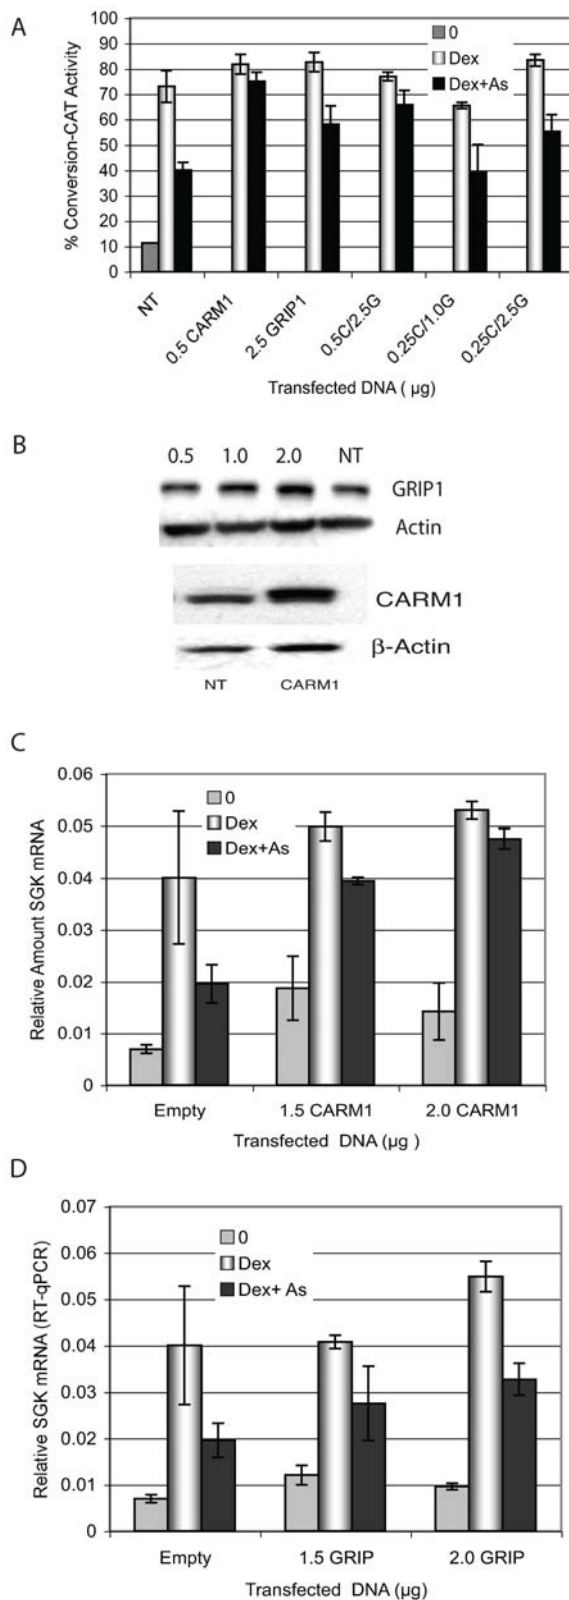 A
100
90
80
70
60
50
40
30
20
10
0
% Conversion-CAT Activity
0
Dex
Dex+As
NT
0.5 CARM1
2.5 GRIP1
0.5C/2.5G
0.25C/1.0G
0.25C/2.5G
Transfected DNA ( µg)
B
0.5 1.0 2.0 NT
GRIP1
Actin
CARM1
β-Actin
NT CARM1
C
0.06
0.05
0.04
0.03
0.02
0.01
0
Relative Amount SGK mRNA
0
Dex
Dex+As
Empty 1.5 CARM1 2.0 CARM1
Transfected DNA (µg )
D
0.07
0.06
0.05
0.04
0.03
0.02
0.01
0
Relative SGK mRNA (RT-qPCR)
0
Dex
Dex+ As
Empty 1.5 GRIP 2.0 GRIP
Transfected DNA (µg)